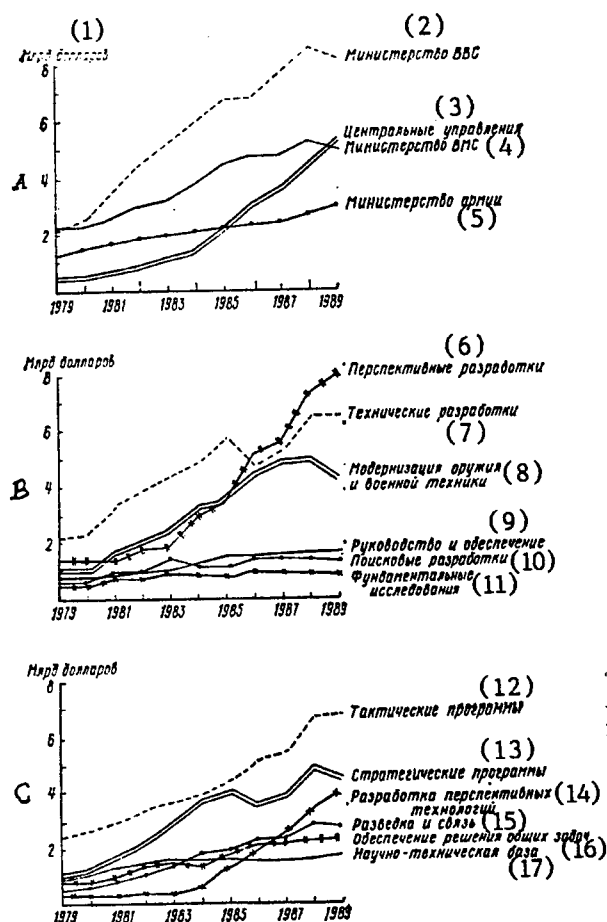 (1) (2)
Млрд долларов
Министерство ВВС
8
(3)
Центральные управления
6
Министерство ВМС (4)
A
4
Министерство армии
(5)
2
1979 1981 1983 1985 1987 1989
(6)
Млрд долларов
Перспективные разработки
8
Технические разработки
(7)
6
B
Модернизация оружия
и военной техники (8)
4
(9)
Руководство и обеспечение
2
Поисковые разработки (10)
Фундаментальные
исследования (11)
1979 1981 1983 1985 1987 1989
Млрд долларов
8
(12)
Тактические программы
6
(13)
Стратегические программы
C
4
Разработка перспективных
технологий (14)
Разведка и связь (15)
2
Обеспечение решения общих задач (16)
Научно-техническая база
(17)
1979 1981 1983 1985 1987 1989